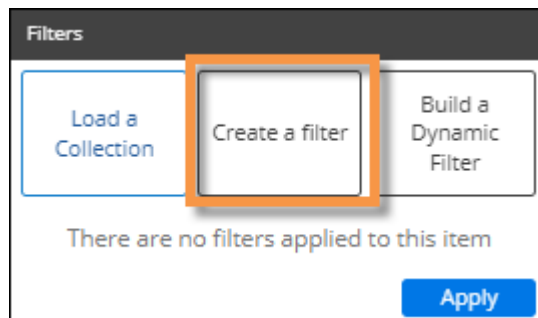 Filters
Load a
Collection
Create a filter
Build a
Dynamic
Filter
There are no filters applied to this item
Apply